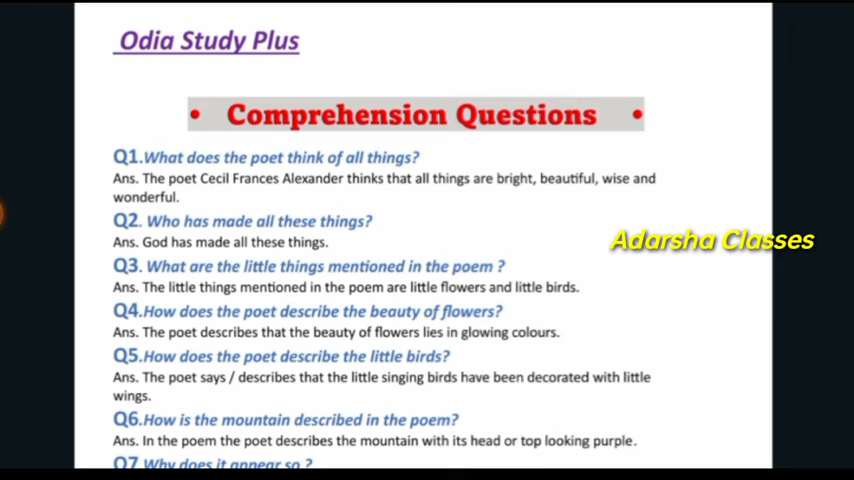 Odia Study Plus
• Comprehension Questions •
Q1.What does the poet think of all things?
Ans. The poet Cecil Frances Alexander thinks that all things are bright, beautiful, wise and
wonderful.
Q2. Who has made all these things?
Ans. God has made all these things.
Adarsha Classes
Q3. What are the little things mentioned in the poem ?
Ans. The little things mentioned in the poem are little flowers and little birds.
Q4.How does the poet describe the beauty of flowers?
Ans. The poet describes that the beauty of flowers lies in glowing colours.
Q5.How does the poet describe the little birds?
Ans. The poet says / describes that the little singing birds have been decorated with little
wings.
Q6.How is the mountain described in the poem?
Ans. In the poem the poet describes the mountain with its head or top looking purple.
Q7 Why does it appear so ?